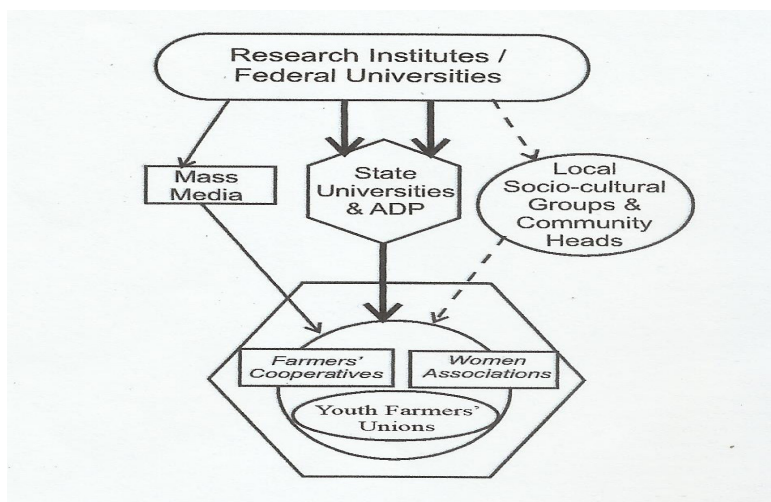 Research Institutes /
Federal Universities
Mass
Media
State
Universities
& ADP
Local
Socio-cultural
Groups &
Community
Heads
Farmers'
Cooperatives
Women
Associations
Youth Farmers'
Unions